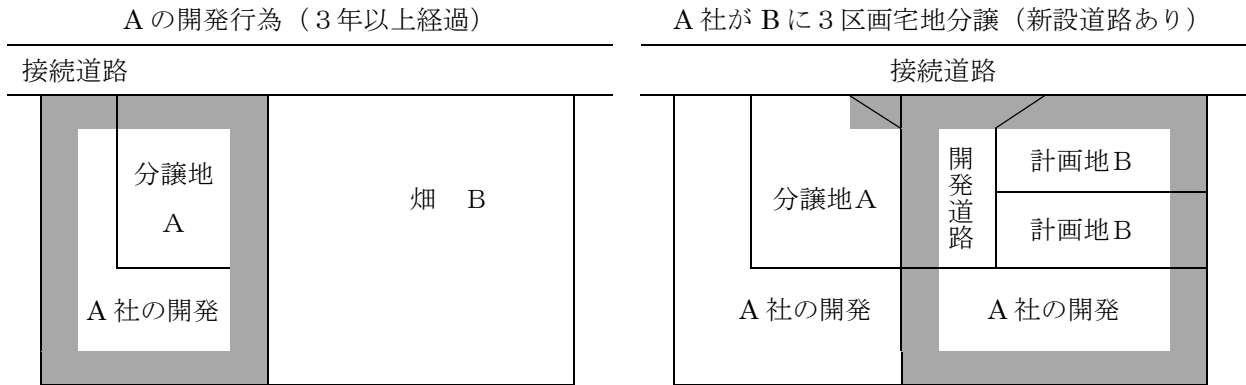 Aの開発行為（３年以上経過）
接続道路
分譲地
A
畑　B
A社の開発
A社がBに３区画宅地分譲（新設道路あり）
接続道路
分譲地A
開発道路
計画地B
計画地B
A社の開発
A社の開発